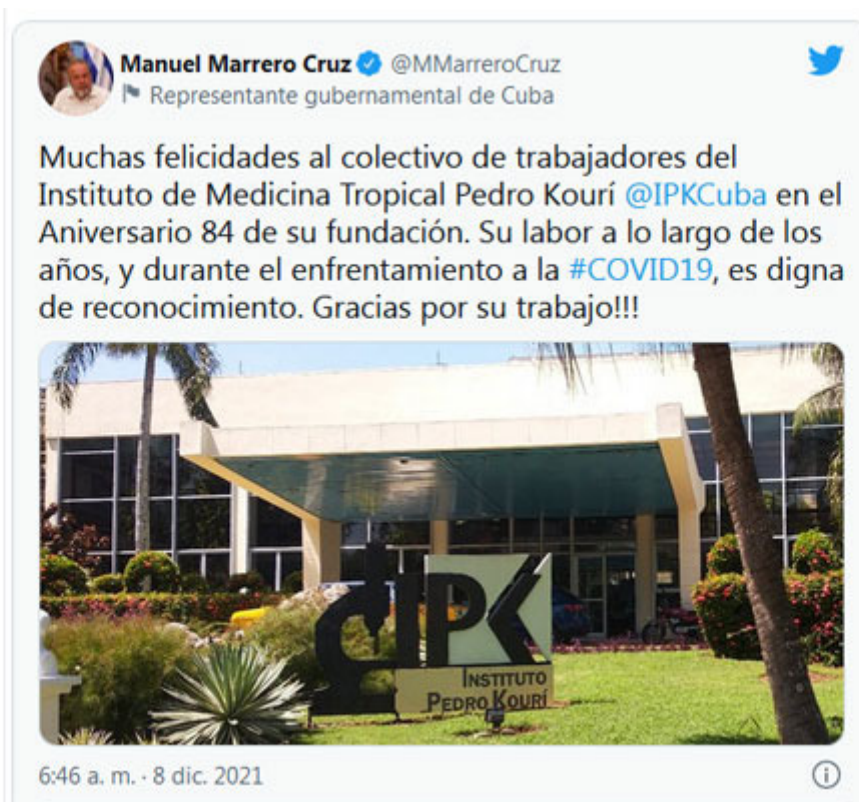 Manuel Marrero Cruz @MMarreroCruz
Representante gubernamental de Cuba
Muchas felicidades al colectivo de trabajadores del
Instituto de Medicina Tropical Pedro Kourí @IPKCuba en el
Aniversario 84 de su fundación. Su labor a lo largo de los
años, y durante el enfrentamiento a la #COVID19, es digna
de reconocimiento. Gracias por su trabajo!!!
IPK
INSTITUTO
PEDRO KOURÍ
6:46 a. m. · 8 dic. 2021